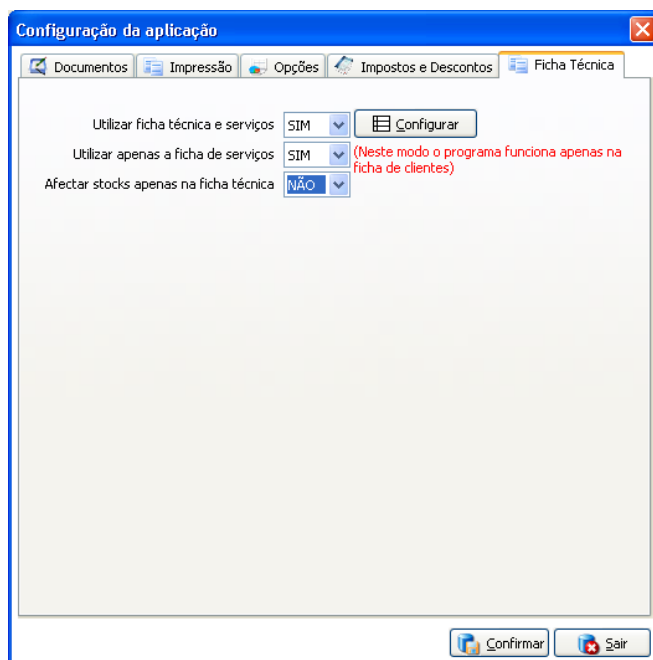 Configuração da aplicação
Documentos Impressão Opções Impostos e Descontos Ficha Técnica
Utilizar ficha técnica e serviços SIM Configurar
Utilizar apenas a ficha de serviços SIM (Neste modo o programa funciona apenas na
ficha de clientes)
Afectar stocks apenas na ficha técnica NÃO
Confirmar Sair